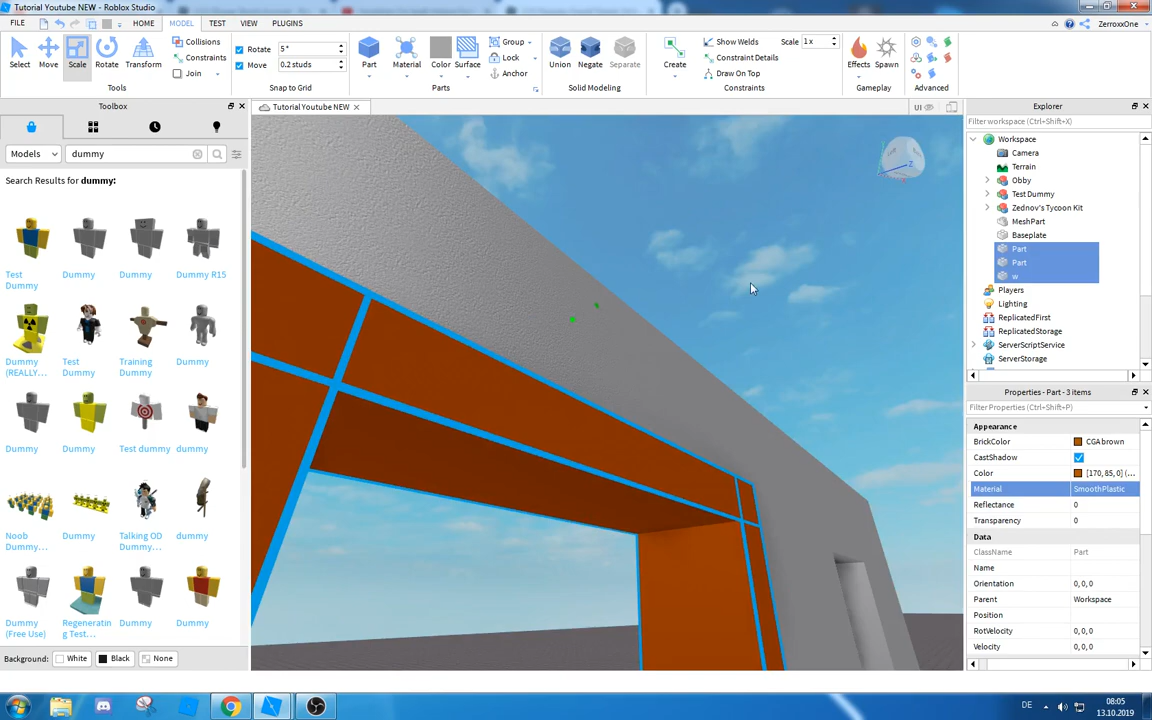 Tutorial Youtube NEW - Roblox Studio
FILE HOME MODEL TEST VIEW PLUGINS ZerroxxOne
Select Move Scale Rotate Transform
Collisions
Constraints
Join
Tools
Rotate 5 °
Move 0.2 studs
Snap to Grid
Part Material Color Surface
Group
Lock
Anchor
Parts
Union Negate Separate
Solid Modeling
Create
Show Welds Scale 1 x
Constraint Details
Draw On Top
Constraints
Effects Spawn
Gameplay
Advanced
Toolbox
Models dummy
Search Results for dummy:
Test Dummy
Dummy
Dummy
Dummy R15
Dummy (REALLY...
Test Dummy
Training Dummy
Dummy
Dummy
Dummy
Test dummy
dummy
Noob Dummy...
Dummy
Talking OD Dummy...
dummy
Dummy (Free Use)
Regeneratin g Test...
Dummy
Dummy
Background: White Black None
Tutorial Youtube NEW
UI
Z
Explorer
Filter workspace (Ctrl+Shift+X)
Workspace
Camera
Terrain
Obby
Test Dummy
Zednov's Tycoon Kit
MeshPart
Baseplate
Part
Part
w
Players
Lighting
ReplicatedFirst
ReplicatedStorage
ServerScriptService
ServerStorage
Properties - Part - 3 items
Filter Properties (Ctrl+Shift+P)
Appearance
BrickColor CGA brown
CastShadow
Color [170, 85, 0] (...
Material SmoothPlastic
Reflectance 0
Transparency 0
Data
ClassName Part
Name
Orientation 0, 0, 0
Parent Workspace
Position
RotVelocity 0, 0, 0
Velocity 0, 0, 0
DE 08:05
13.10.2019